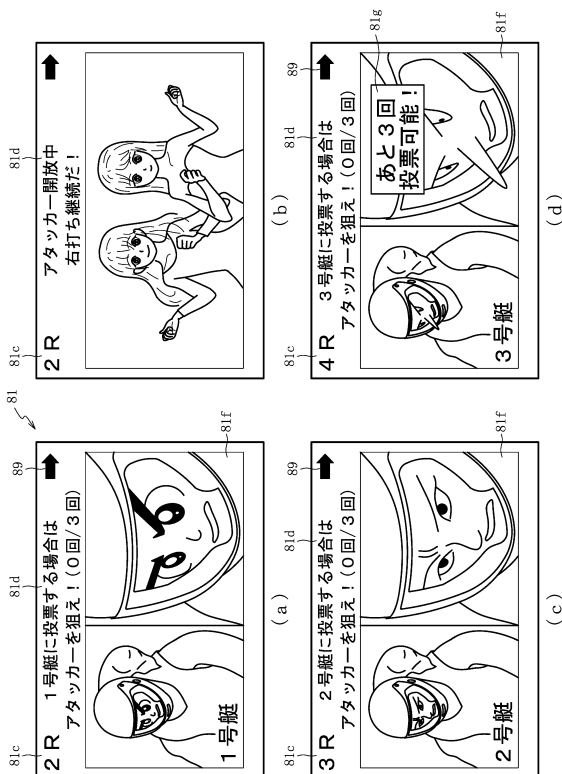 81
81c
81d
89
2R
1号艇に投票する場合は
アタッカーを狙え！(0回/3回)
1号艇
81f
(a)
81c
81d
2R
アタッカー開放中
右打ち継続だ！
(b)
81c
81d
89
3R
2号艇に投票する場合は
アタッカーを狙え！(0回/3回)
2号艇
81f
(c)
81c
81d
89
81g
4R
3号艇に投票する場合は
アタッカーを狙え！(0回/3回)
あと3回
投票可能！
3号艇
81f
(d)